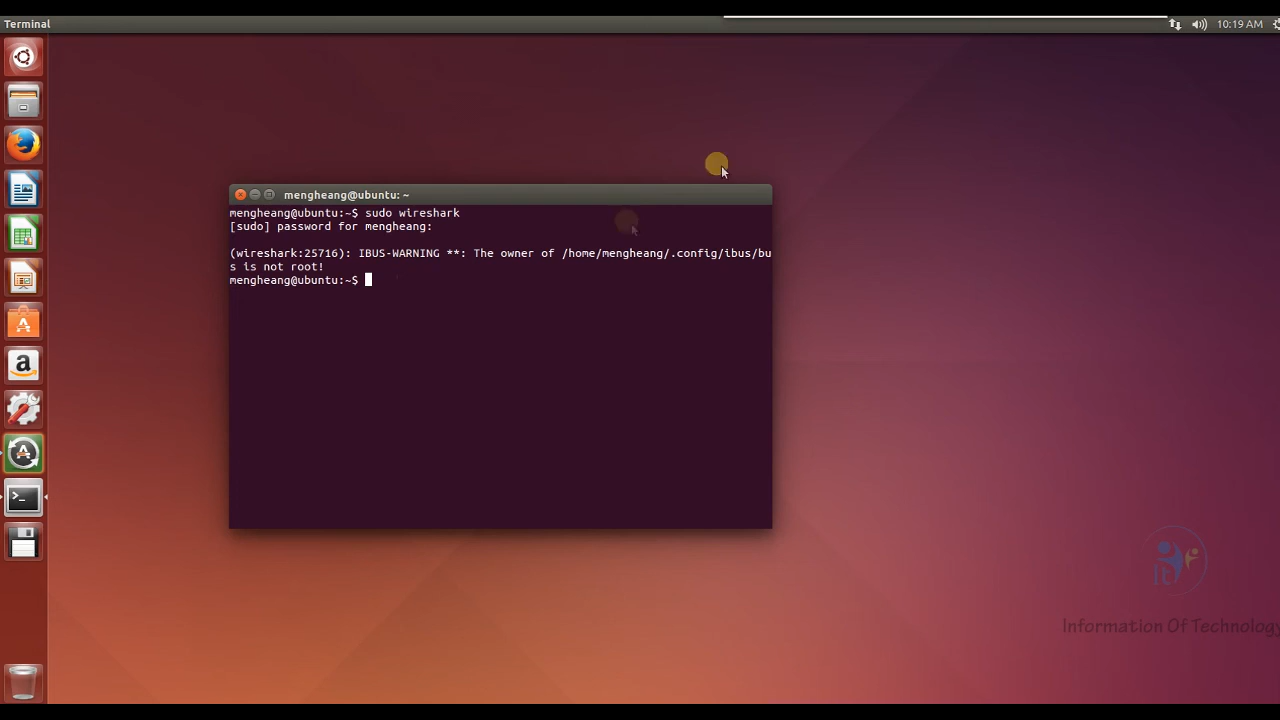 Terminal
10:19 AM
mengheang@ubuntu: ~
mengheang@ubuntu:~$ sudo wireshark
[sudo] password for mengheang:
(wireshark:25716): IBUS-WARNING **: The owner of /home/mengheang/.config/ibus/bu
s is not root!
mengheang@ubuntu:~$
it
Information Of Technology